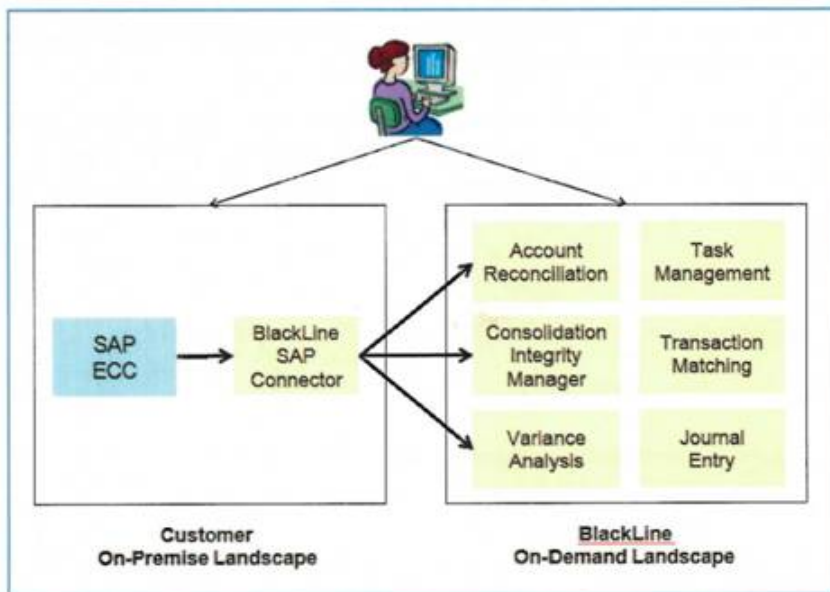 Account
Reconciliation
Task
Management
SAP
ECC
BlackLine
SAP
Connector
Consolidation
Integrity
Manager
Transaction
Matching
Variance
Analysis
Journal
Entry
Customer
On-Premise Landscape
BlackLine
On-Demand Landscape